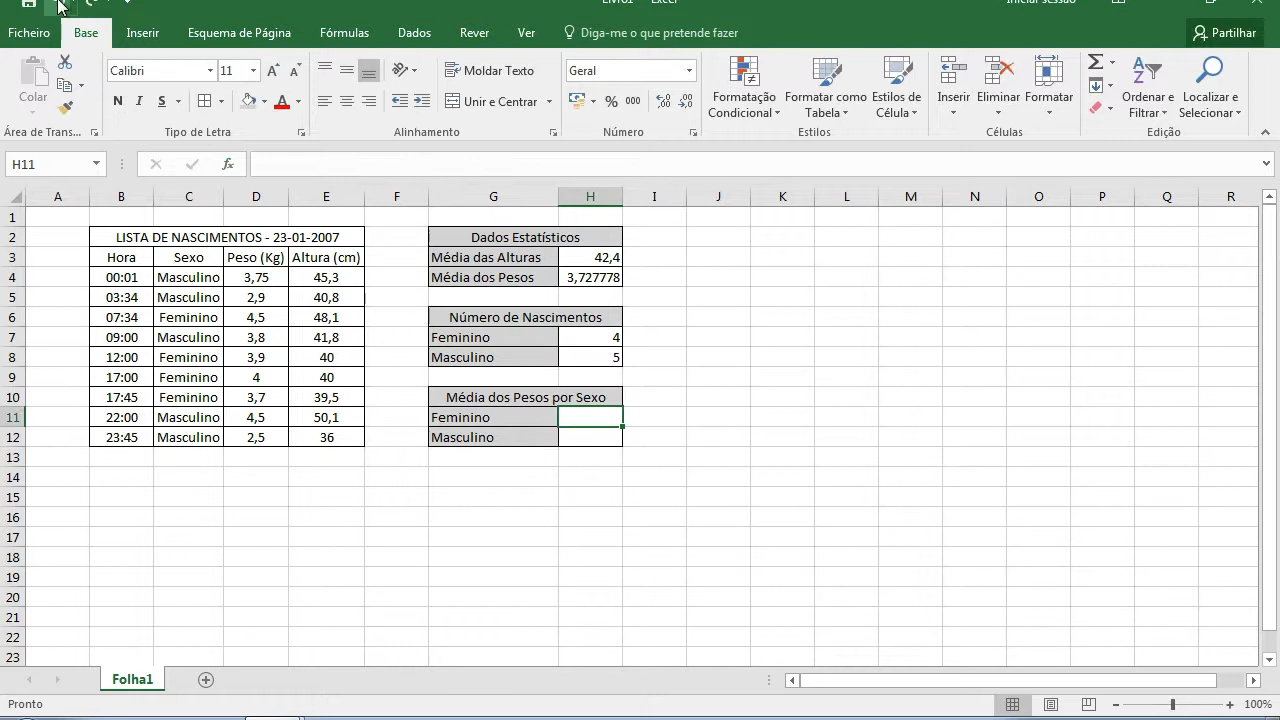 Livro1 - Excel
Iniciar sessão
Ficheiro Base Inserir Esquema de Página Fórmulas Dados Rever Ver Diga-me o que pretende fazer Partilhar
Colar
Calibri 11
N I S
Mòldar Texto
Unir e Centrar
Geral
% 000
Formatação Condicional
Formatar como Tabela
Estilos de Célula
Inserir Eliminar Formatar
Ordenar e Filtrar
Localizar e Selecionar
Área de Trans... Tipo de Letra Alinhamento Número Estilos Células Edição
H11 fx
A B C D E F G H I J K L M N O P Q R
1
2 LISTA DE NASCIMENTOS - 23-01-2007 Dados Estatísticos
3 Hora Sexo Peso (Kg) Altura (cm) Média das Alturas 42,4
4 00:01 Masculino 3,75 45,3 Média dos Pesos 3,727778
5 03:34 Masculino 2,9 40,8
6 07:34 Feminino 4,5 48,1 Número de Nascimentos
7 09:00 Masculino 3,8 41,8 Feminino 4
8 12:00 Feminino 3,9 40 Masculino 5
9 17:00 Feminino 4 40
10 17:45 Feminino 3,7 39,5 Média dos Pesos por Sexo
11 22:00 Masculino 4,5 50,1 Feminino
12 23:45 Masculino 2,5 36 Masculino
13
14
15
16
17
18
19
20
21
22
23
Folha1
Pronto 100%